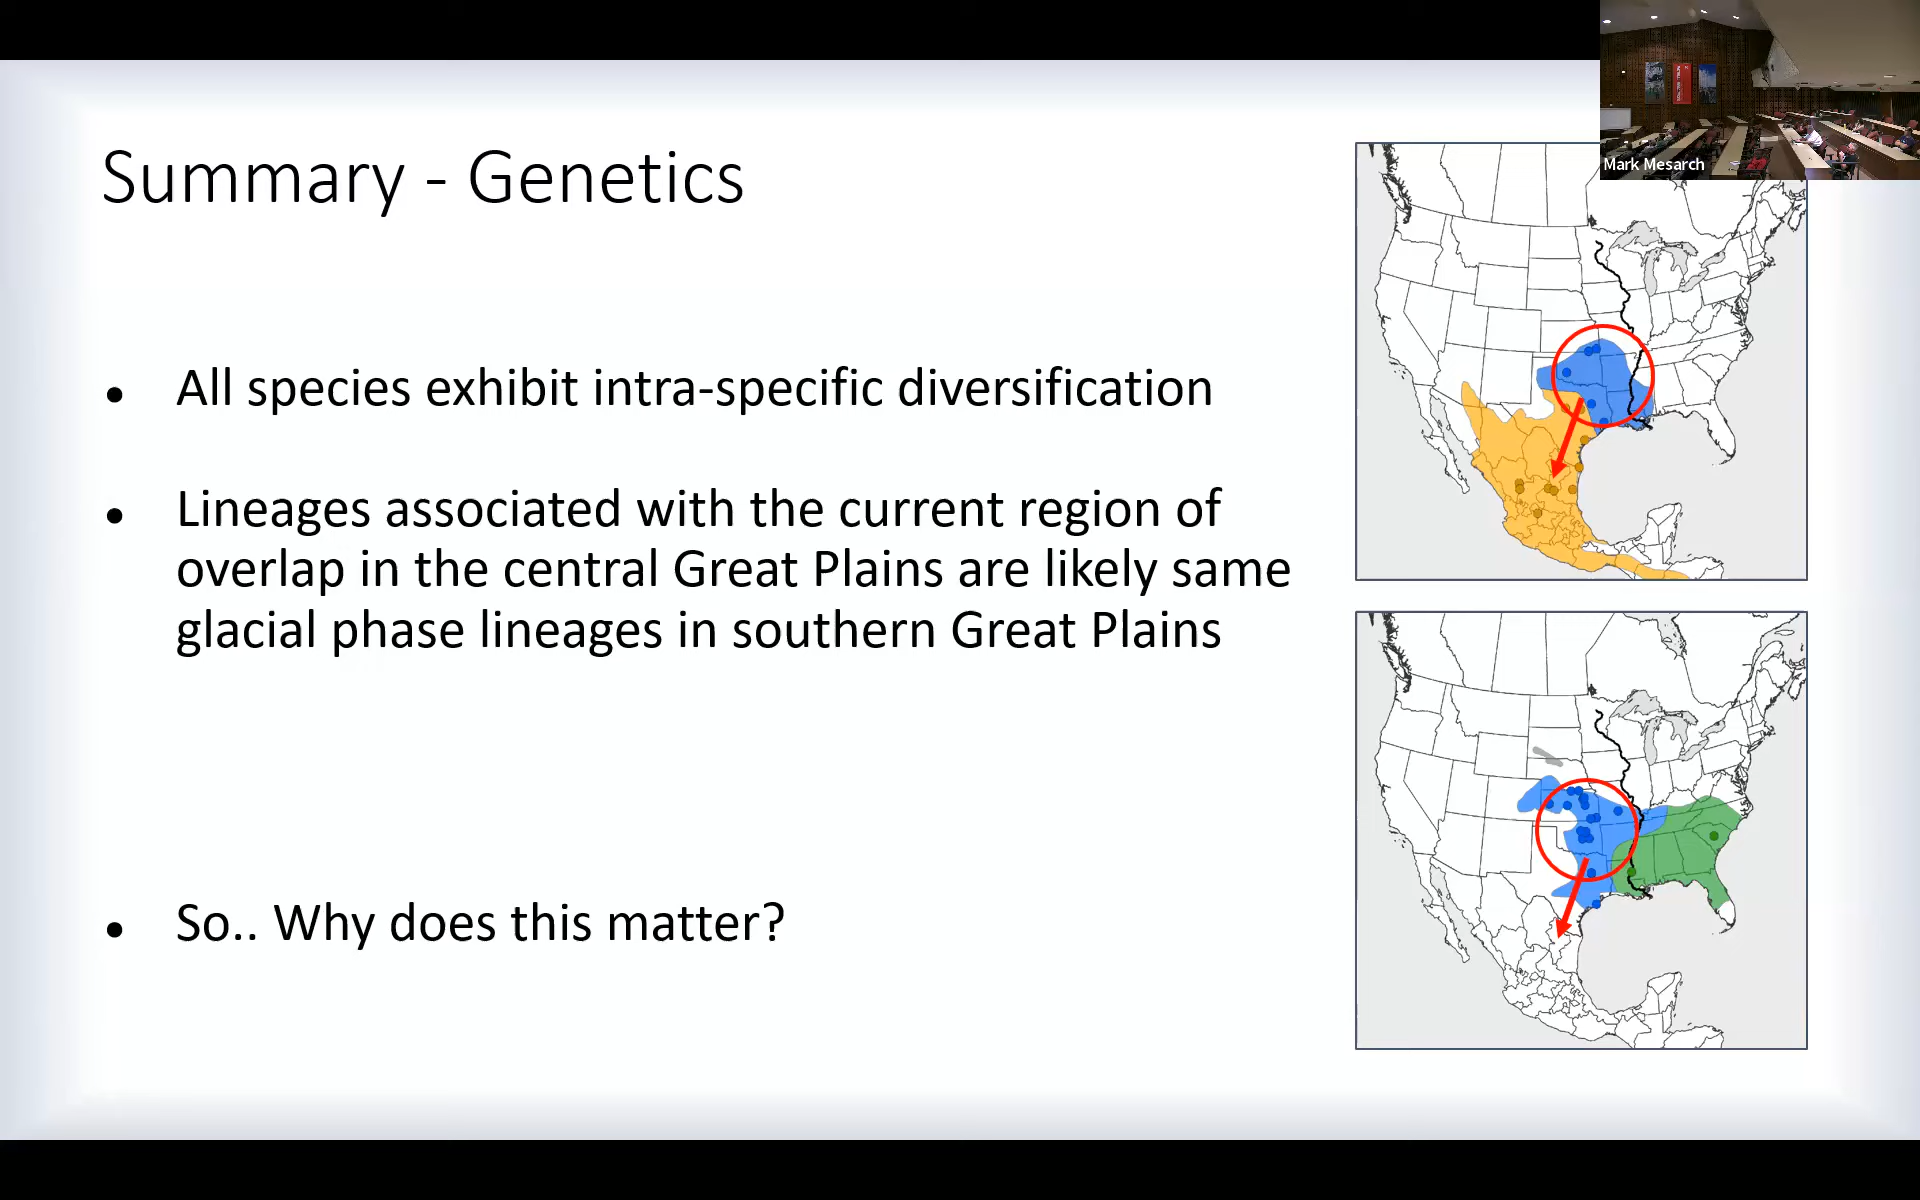 Mark Mesarch
Summary - Genetics
● All species exhibit intra-specific diversification
● Lineages associated with the current region of
overlap in the central Great Plains are likely same
glacial phase lineages in southern Great Plains
● So.. Why does this matter?